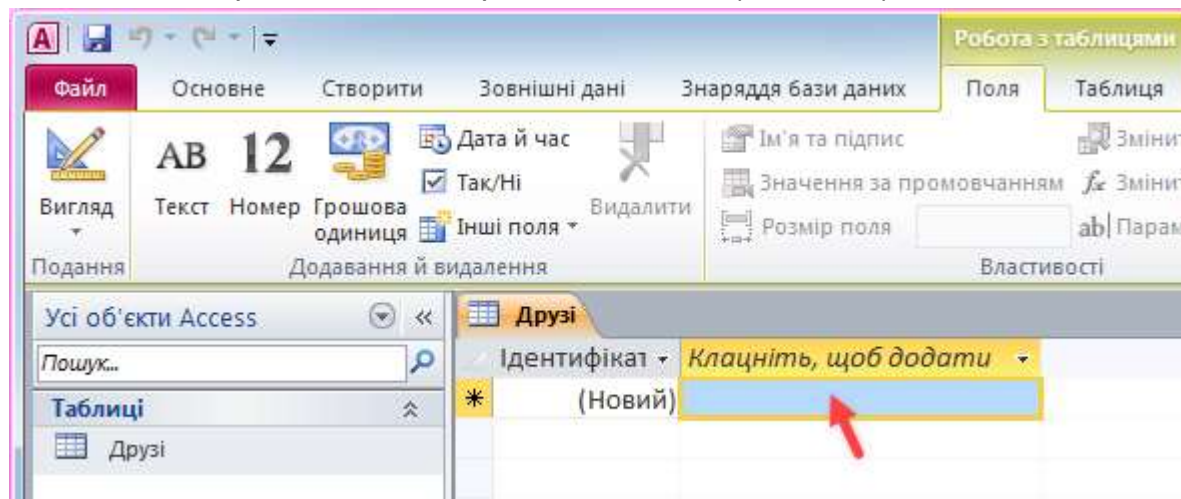 Робота з таблицями
Файл Основне Створити Зовнішні дані Знаряддя бази даних Поля Таблиця
AB 12 Дата й час Ім'я та підпис
Так/Ні Значення за промовчанням fx
Вигляд Текст Номер Грошова одиниця Інші поля Видалити Розмір поля ab|
Подання Додавання й видалення Властивості
Усі об'єкти Access « Друзі
Пошук... Ідентифікат Клацніть, щоб додати
Таблиці * (Новий)
Друзі